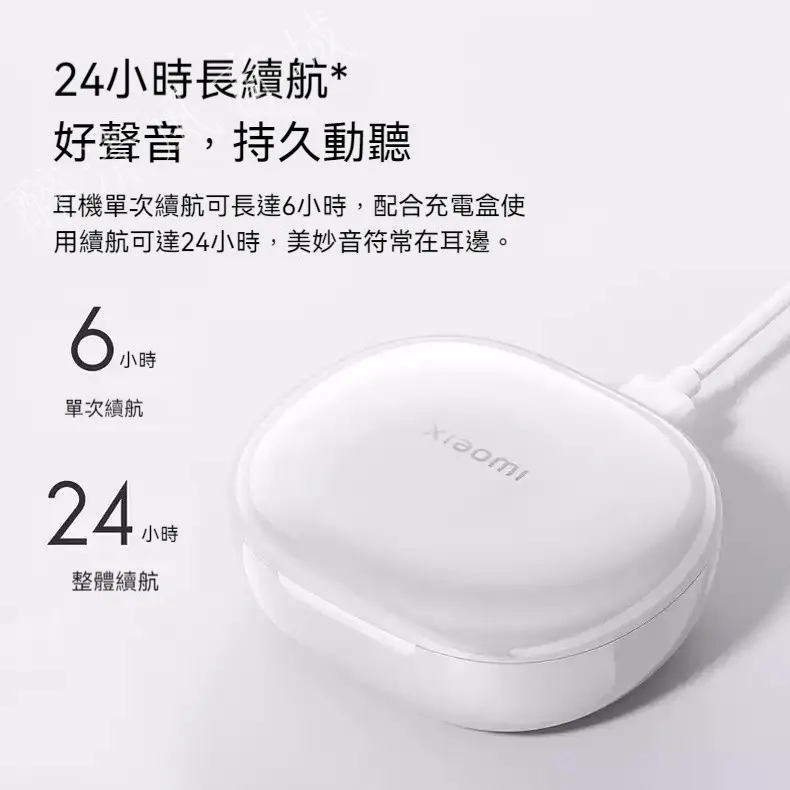 24小時長續航*
好聲音，持久動聽
耳機單次續航可長達6小時，配合充電盒使
用續航可達24小時，美妙音符常在耳邊。
6小時
單次續航
xiaomi
24小時
整體續航